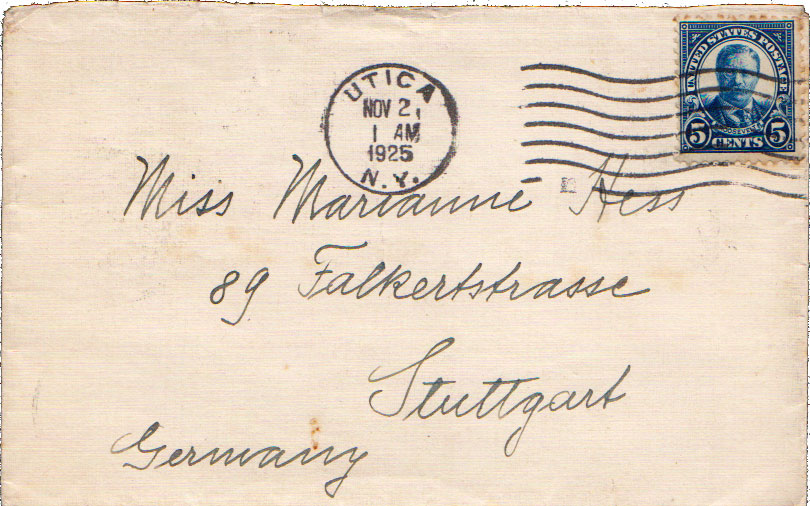 UTICA
NOV 2,
1 AM
1925
N.Y.
UNITED STATES POSTAGE
ROOSEVELT
5 CENTS 5
Miss Marianne Hess
89 Falkertstrasse
Stuttgart
Germany